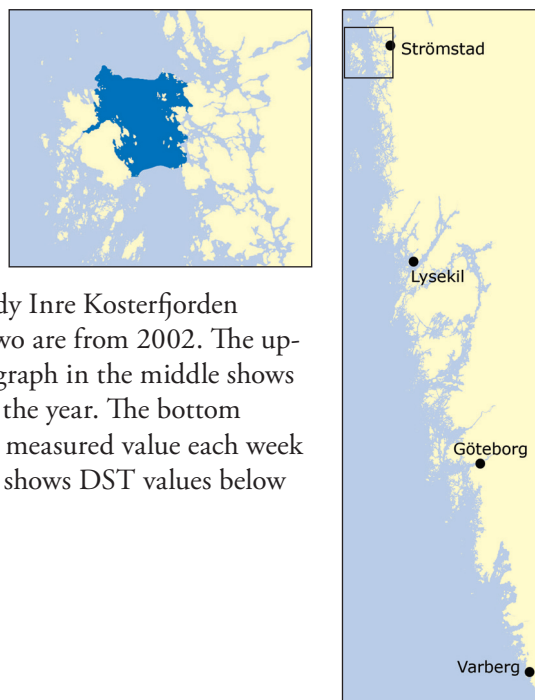 dy Inre Kosterfjorden
wo are from 2002. The up-
graph in the middle shows
the year. The bottom
measured value each week
shows DST values below
Strömstad
Lysekil
Göteborg
Varberg